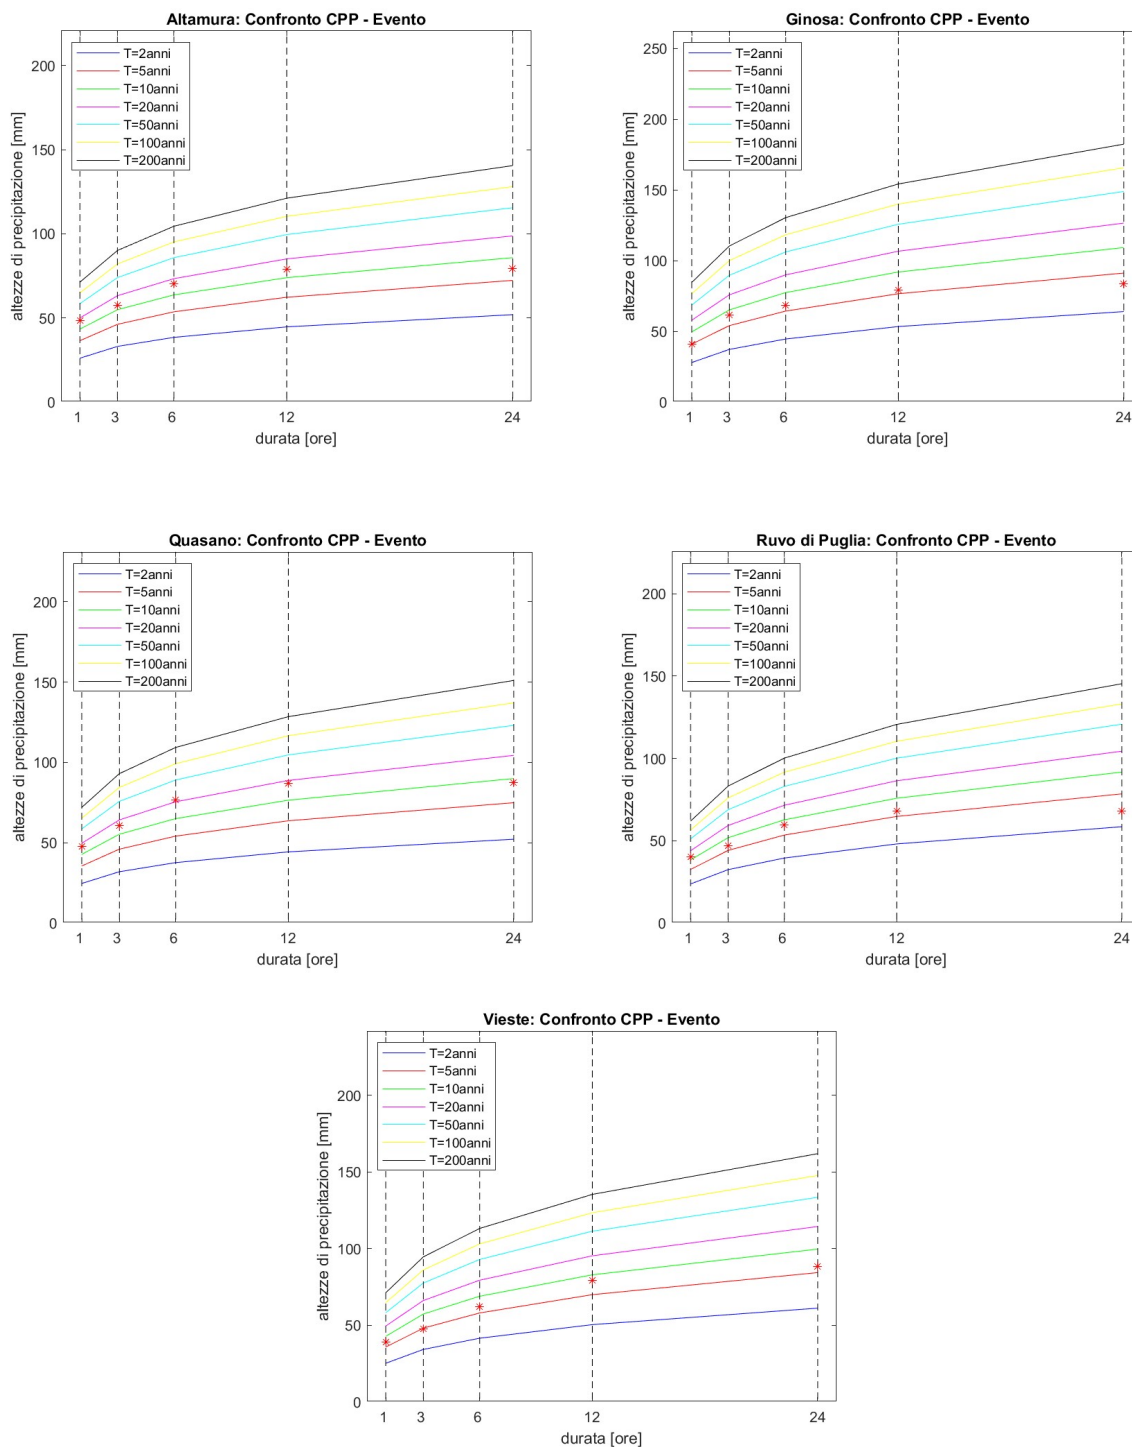 Altamura: Confronto CPP - Evento
altezze di precipitazione [mm]
200
150
100
50
0
T=2anni
T=5anni
T=10anni
T=20anni
T=50anni
T=100anni
T=200anni
1 3 6 12 24
durata [ore]
Ginosa: Confronto CPP - Evento
altezze di precipitazione [mm]
250
200
150
100
50
0
T=2anni
T=5anni
T=10anni
T=20anni
T=50anni
T=100anni
T=200anni
1 3 6 12 24
durata [ore]
Quasano: Confronto CPP - Evento
altezze di precipitazione [mm]
200
150
100
50
0
T=2anni
T=5anni
T=10anni
T=20anni
T=50anni
T=100anni
T=200anni
1 3 6 12 24
durata [ore]
Ruvo di Puglia: Confronto CPP - Evento
altezze di precipitazione [mm]
200
150
100
50
0
T=2anni
T=5anni
T=10anni
T=20anni
T=50anni
T=100anni
T=200anni
1 3 6 12 24
durata [ore]
Vieste: Confronto CPP - Evento
altezze di precipitazione [mm]
200
150
100
50
0
T=2anni
T=5anni
T=10anni
T=20anni
T=50anni
T=100anni
T=200anni
1 3 6 12 24
durata [ore]